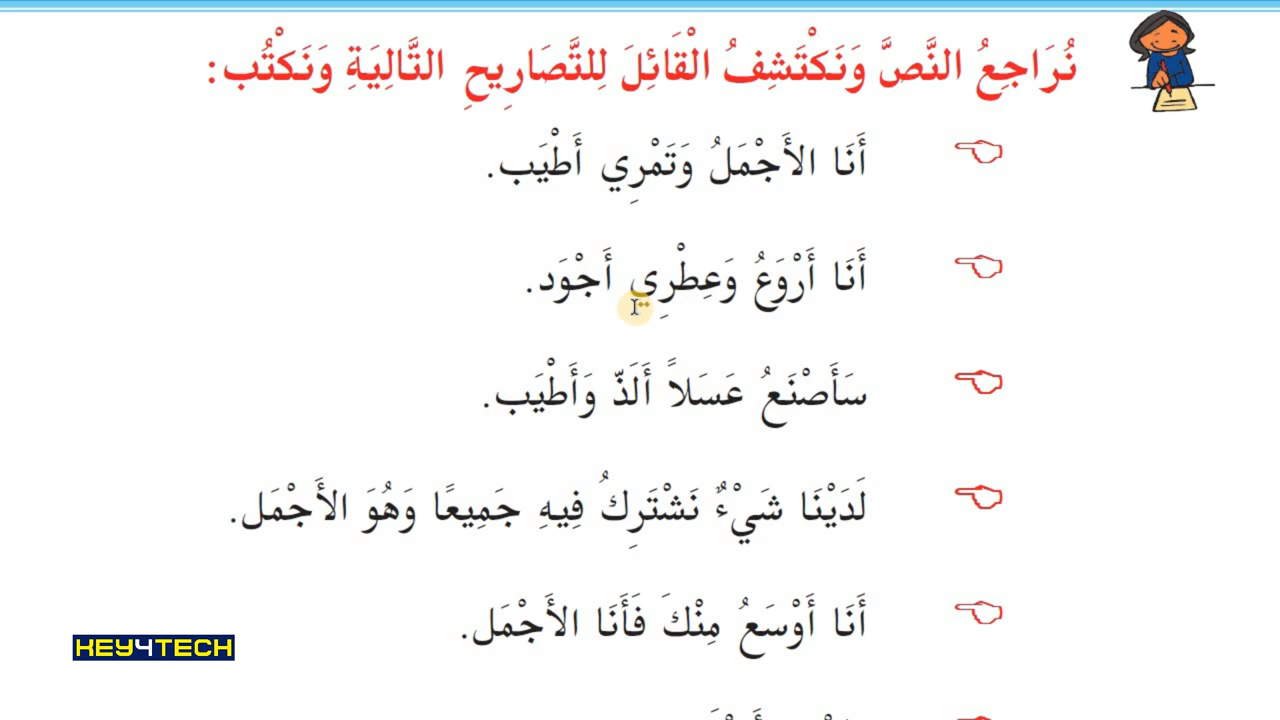 نُرَاجِعُ النَّصَّ وَنَكْتَشِفُ الْقَائِلَ لِلتَّصَارِيحِ التَّالِيَةِ وَنَكْتُب:
أَنَا الأَجْمَلُ وَتَمْرِي أَطْيَب.
أَنَا أَرْوَعُ وَعِطْرِي أَجْوَد.
سَأَصْنَعُ عَسَلاً أَلَذّ وَأَطْيَب.
لَدَيْنَا شَيْءٌ نَشْتَرِكُ فِيهِ جَمِيعًا وَهُوَ الأَجْمَل.
أَنَا أَوْسَعُ مِنْكَ فَأَنَا الأَجْمَل.
KEY4TECH